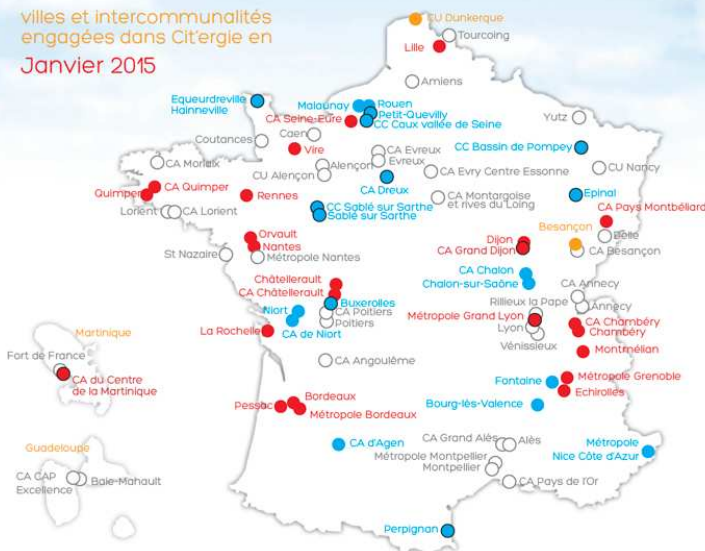 villes et intercommunalités
engagées dans Cit'ergie en
Janvier 2015
CU Dunkerque
Tourcoing
Lille
Amiens
Equeurdreville
Hainneville
Malaunay
Rouen
Petit-Quevilly
CA Seine-Eure
CC Caux vallée de Seine
Yutz
Coutances
Caen
Vire
CA Evreux
Evreux
CC Bassin de Pompey
CA Morlaix
Alençon
CU Alençon
CA Evry Centre Essonne
CU Nancy
CA Dreux
CA Quimper
Quimper
Rennes
CA Montargoise
et rives du Loing
Epinal
Lorient
CA Lorient
CC Sablé sur Sarthe
Sablé sur Sarthe
CA Pays Montbéliard
Orvault
Nantes
Besançon
Delle
Dijon
CA Grand Dijon
CA Besançon
St Nazaire
Métropole Nantes
CA Chalon
Chalon-sur-Saône
Châtellerault
CA Châtellerault
CA Annecy
Annecy
Buxerolles
Rillieux la Pape
Niort
CA Poitiers
Poitiers
Métropole Grand Lyon
CA Chambéry
Chambéry
Martinique
La Rochelle
CA de Niort
Lyon
Vénissieux
Montmélian
Fort de France
CA du Centre
de la Martinique
CA Angoulême
Métropole Grenoble
Fontaine
Echirolles
Bordeaux
Pessac
Métropole Bordeaux
Bourg-lès-Valence
Guadeloupe
CA d'Agen
CA Grand Alès
Alès
Métropole
Nice Côte d'Azur
Métropole Montpellier
Montpellier
CA CAP
Excellence
Baie-Mahault
CA Pays de l'Or
Perpignan